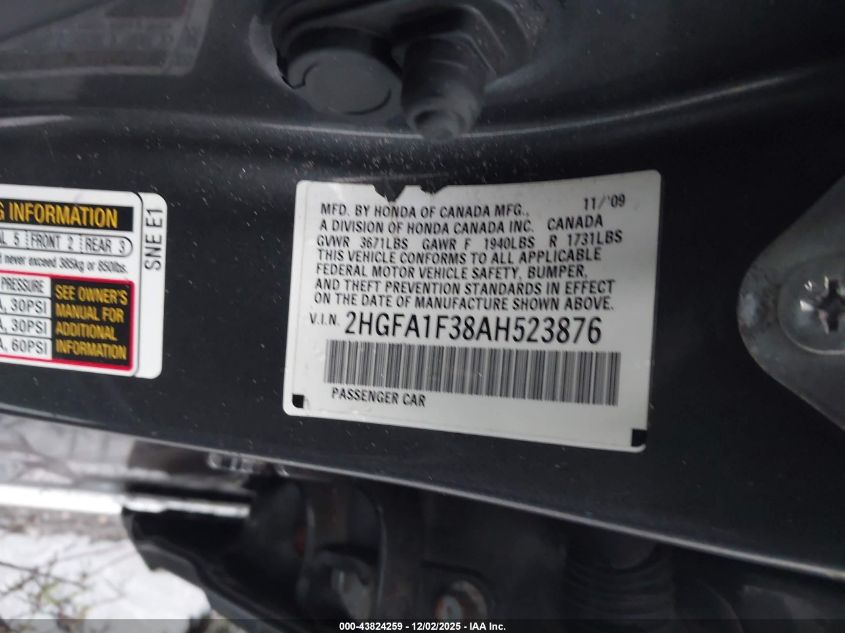 G INFORMATION
AL 5 FRONT 2 REAR 3
never exceed 385kg or 850lbs.
PRESSURE
A, 30PSI
A, 30PSI
A, 60PSI
SEE OWNER'S
MANUAL FOR
ADDITIONAL
INFORMATION
SNE E1
MFD. BY HONDA OF CANADA MFG., 11/'09
A DIVISION OF HONDA CANADA INC. CANADA
GVWR 3671LBS GAWR F 1940LBS R 1731LBS
THIS VEHICLE CONFORMS TO ALL APPLICABLE
FEDERAL MOTOR VEHICLE SAFETY, BUMPER,
AND THEFT PREVENTION STANDARDS IN EFFECT
ON THE DATE OF MANUFACTURE SHOWN ABOVE.
V.I.N. 2HGFA1F38AH523876
PASSENGER CAR
000-43824259 - 12/02/2025 - IAA Inc.